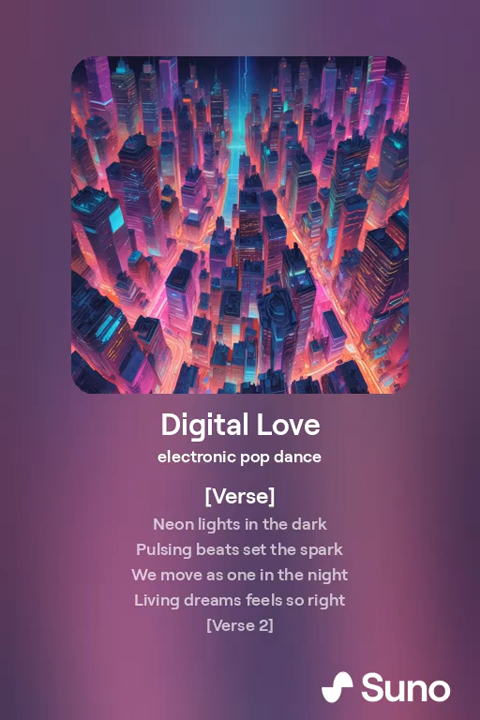 Digital Love
electronic pop dance
[Verse]
Neon lights in the dark
Pulsing beats set the spark
We move as one in the night
Living dreams feels so right
[Verse 2]
Suno